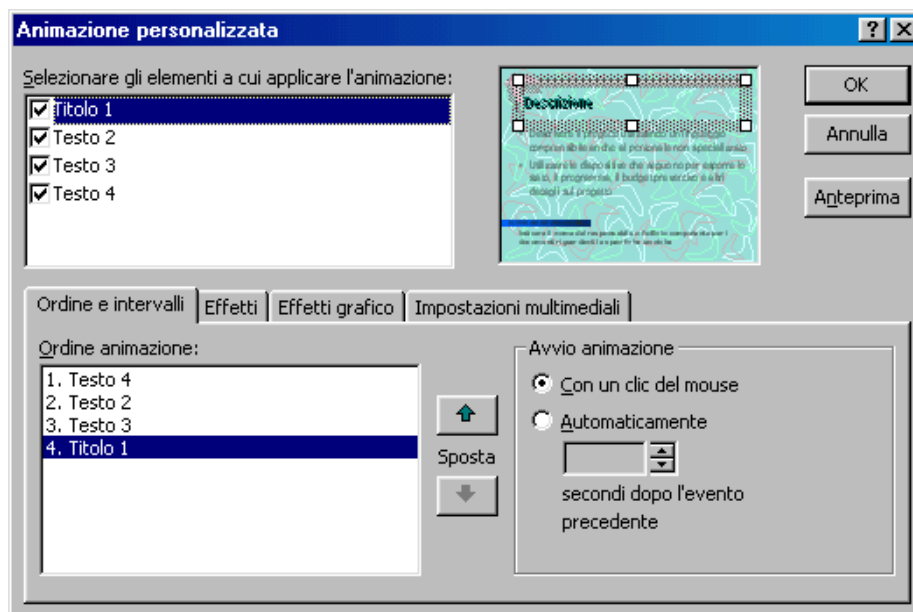 Animazione personalizzata
Selezionare gli elementi a cui applicare l'animazione:
Titolo 1
Testo 2
Testo 3
Testo 4
Descrizione
OK
Annulla
Anteprima
Ordine e intervalli
Effetti
Effetti grafico
Impostazioni multimediali
Ordine animazione:
1. Testo 4
2. Testo 2
3. Testo 3
4. Titolo 1
Sposta
Avvio animazione
Con un clic del mouse
Automaticamente
secondi dopo l'evento
precedente